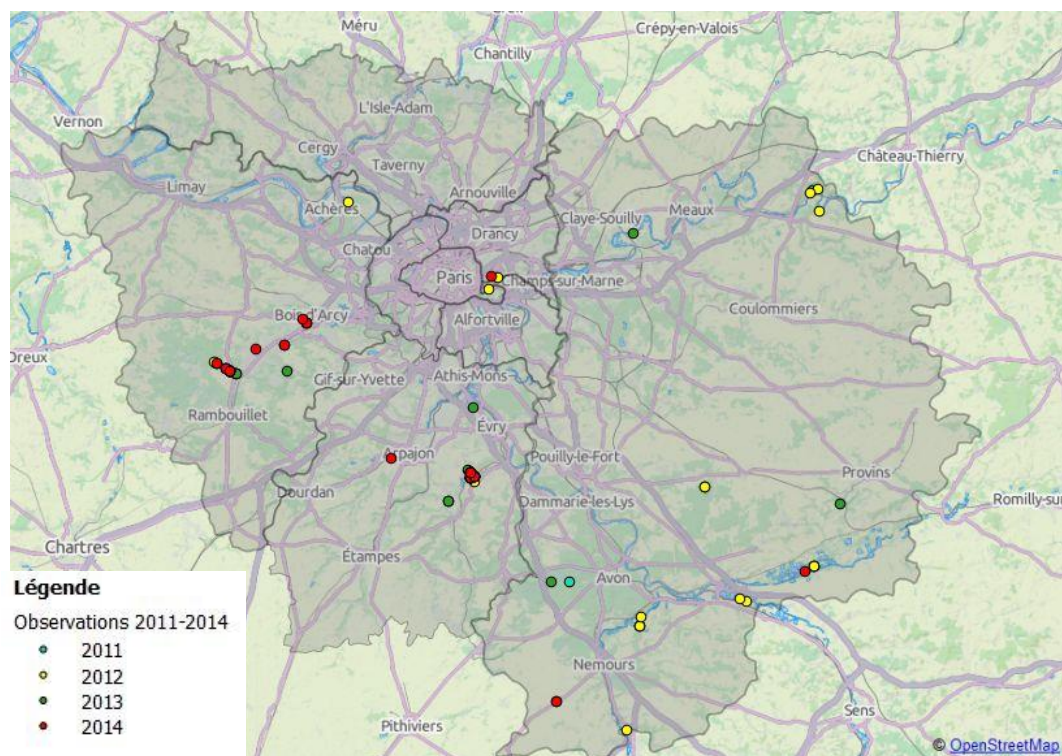 Méru
Creil
Crépy-en-Valois
Chantilly
L'Isle-Adam
Vernon
Cergy
Taverny
Château-Thierry
Limay
Arnouville
Achères
Claye-Souilly
Meaux
Drancy
Chatou
Paris
Champs-sur-Marne
Coulommiers
Bois-d'Arcy
Alfortville
Dreux
Gif-sur-Yvette
Athis-Mons
Rambouillet
Évry
Arpajon
Pouilly-le-Fort
Provins
Dourdan
Dammarie-les-Lys
Romilly-su
Chartres
Étampes
Avon
Légende
Observations 2011-2014
2011
2012
2013
2014
Nemours
Sens
Pithiviers
© OpenStreetMap